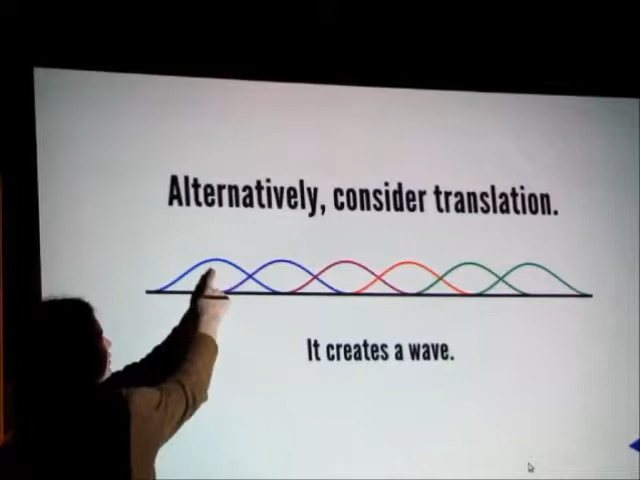 Alternatively, consider translation.
It creates a wave.